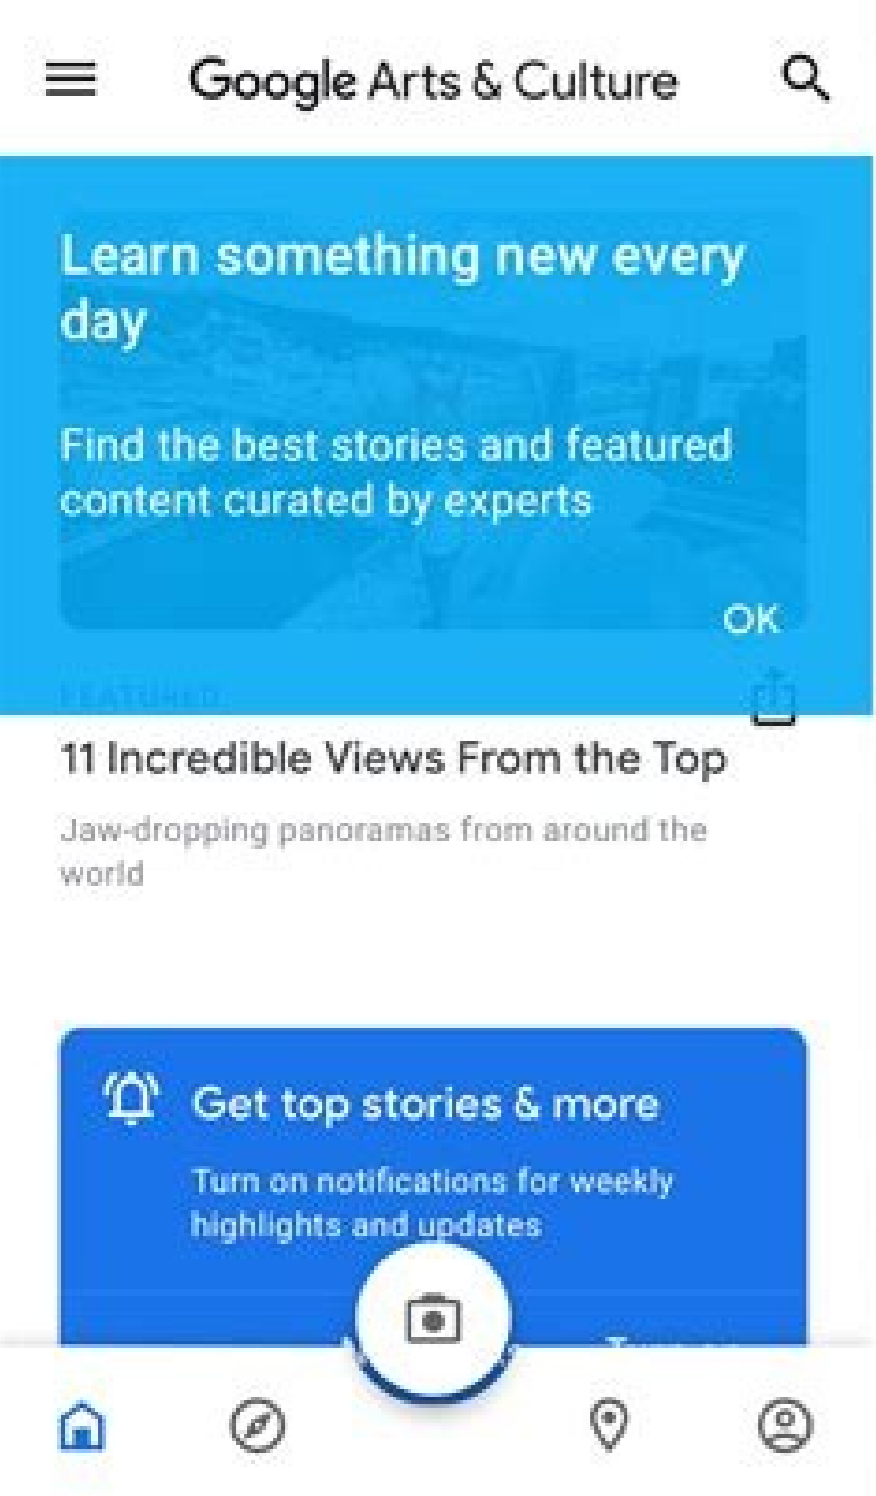 Google Arts & Culture
Learn something new every
day
Find the best stories and featured
content curated by experts
OK
FEATURED
11 Incredible Views From the Top
Jaw-dropping panoramas from around the
world
Get top stories & more
Turn on notifications for weekly
highlights and updates